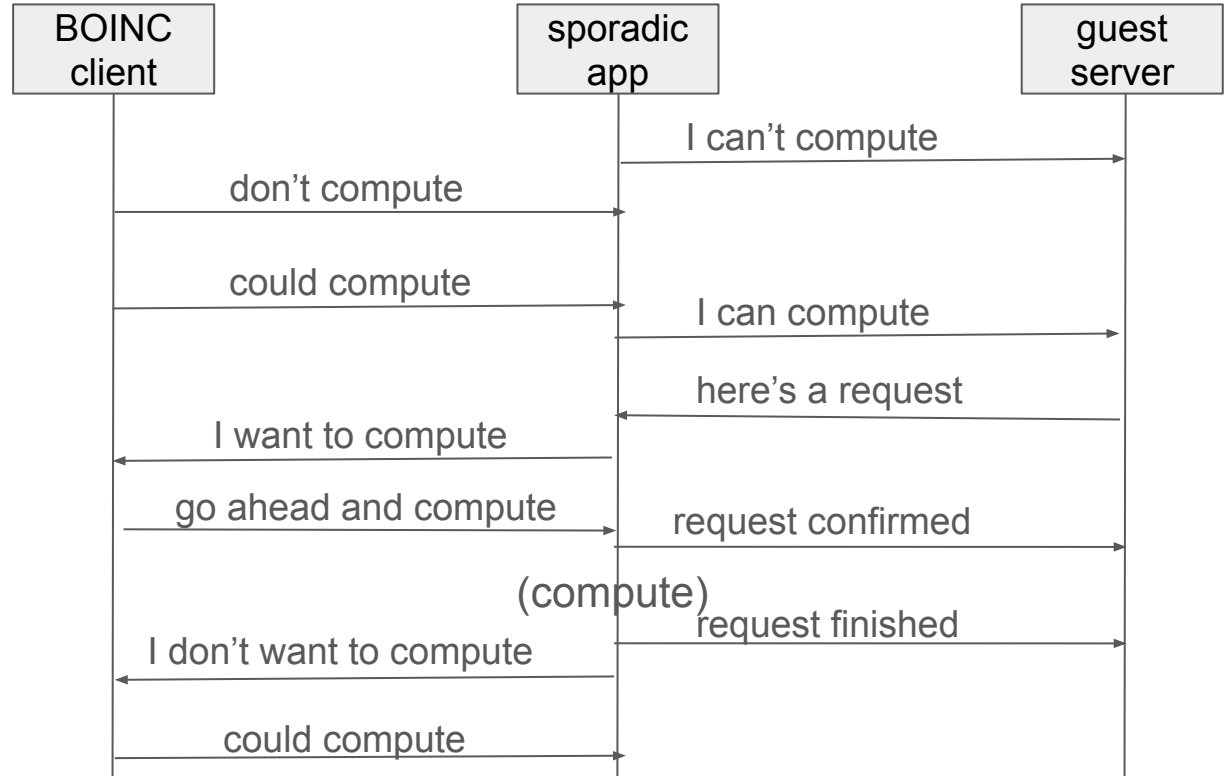 BOINC
client
sporadic
app
guest
server
I can’t compute
don’t compute
could compute
I can compute
here’s a request
I want to compute
go ahead and compute
request confirmed
(compute)
request finished
I don’t want to compute
could compute